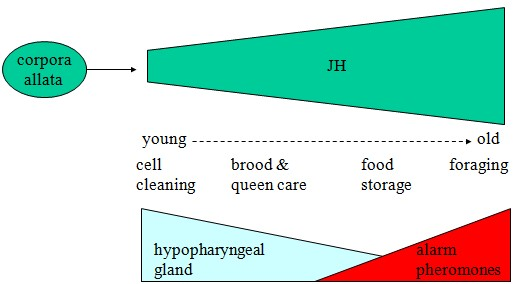 corpora
allata
JH
young
old
cell
cleaning
brood &
queen care
food
storage
foraging
hypopharyngeal
gland
alarm
pheromones